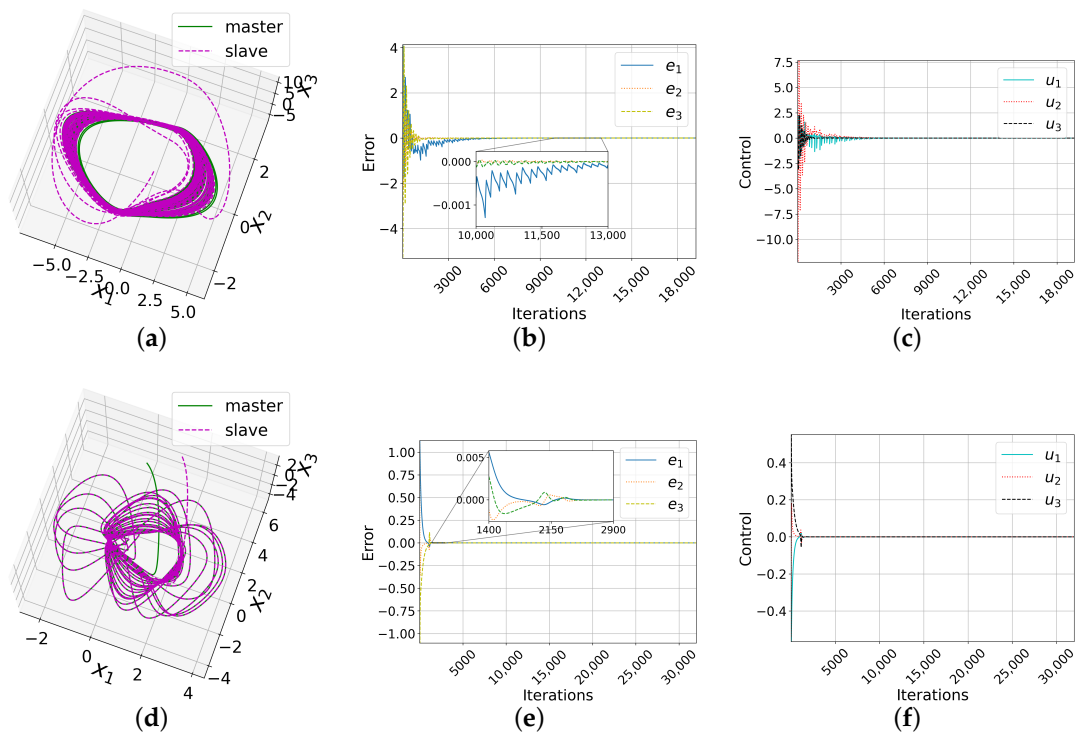 master
slave
10
5
0
−5
X3
2
0
−2
X2
−5.0
−2.5
0.0
2.5
5.0
X1
(a)
4
2
0
−2
−4
Error
e1
e2
e3
0.000
−0.001
10,000 11,500 13,000
3000 6000 9000 12,000 15,000 18,000
Iterations
(b)
7.5
5.0
2.5
0.0
−2.5
−5.0
−7.5
−10.0
Control
u1
u2
u3
3000 6000 9000 12,000 15,000 18,000
Iterations
(c)
master
slave
2
0
−2
−4
X3
6
4
2
0
−2
−4
X2
−2 0 2 4
X1
(d)
1.00
0.75
0.50
0.25
0.00
−0.25
−0.50
−0.75
−1.00
Error
e1
e2
e3
0.005
0.000
1400 2150 2900
5000 10,000 15,000 20,000 25,000 30,000
Iterations
(e)
0.4
0.2
0.0
−0.2
−0.4
Control
u1
u2
u3
5000 10,000 15,000 20,000 25,000 30,000
Iterations
(f)